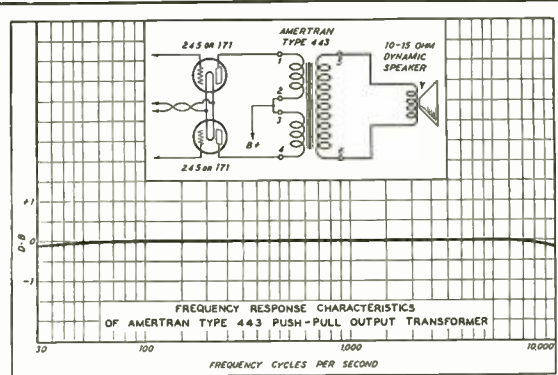 AMERTRAN
TYPE 443
245 OR 171
10-15 OHM
DYNAMIC
SPEAKER
1
5
2
3
B+
4
245 OR 171
+1
D-B
0
-1
FREQUENCY RESPONSE CHARACTERISTICS
OF AMERTRAN TYPE 443 PUSH-PULL OUTPUT TRANSFORMER
30
100
1,000
10,000
FREQUENCY CYCLES PER SECOND